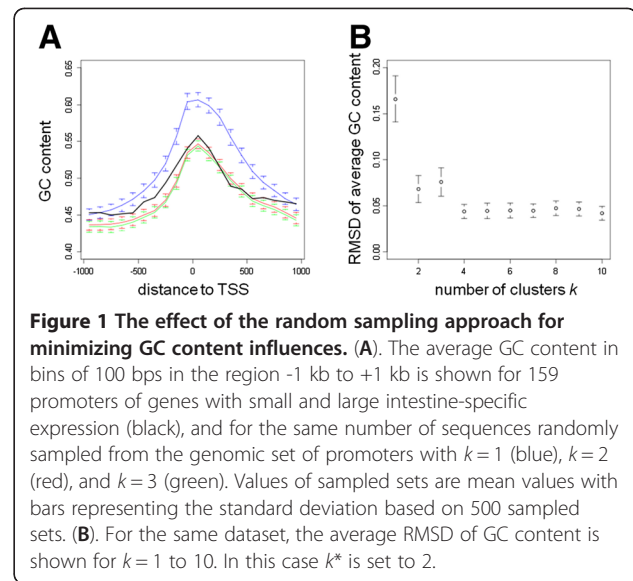 A
B
0.65
0.60
0.55
0.50
0.45
0.40
GC content
-1000
-500
0
500
1000
distance to TSS
0.20
0.15
0.10
0.05
0.00
RMSD of average GC content
2
4
6
8
10
number of clusters k
Figure 1 The effect of the random sampling approach for
minimizing GC content influences. (A). The average GC content in
bins of 100 bps in the region -1 kb to +1 kb is shown for 159
promoters of genes with small and large intestine-specific
expression (black), and for the same number of sequences randomly
sampled from the genomic set of promoters with k = 1 (blue), k = 2
(red), and k = 3 (green). Values of sampled sets are mean values with
bars representing the standard deviation based on 500 sampled
sets. (B). For the same dataset, the average RMSD of GC content is
shown for k = 1 to 10. In this case k* is set to 2.